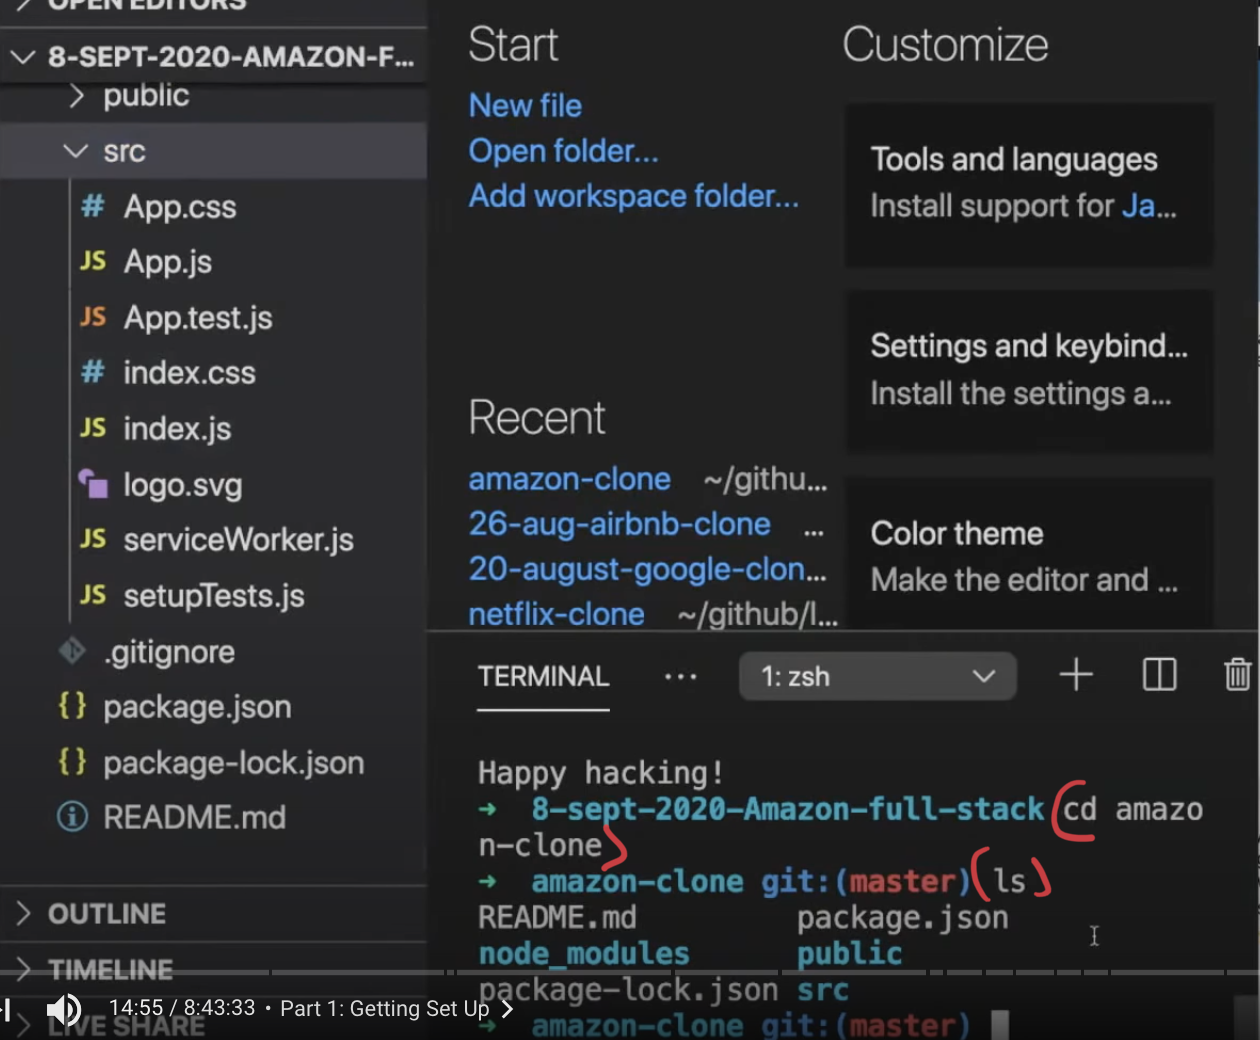 OPEN EDITORS
8-SEPT-2020-AMAZON-F...
public
src
# App.css
JS App.js
JS App.test.js
# index.css
JS index.js
logo.svg
JS serviceWorker.js
JS setupTests.js
.gitignore
{} package.json
{} package-lock.json
README.md
OUTLINE
TIMELINE
LIVE SHARE
Start
New file
Open folder...
Add workspace folder...
Recent
amazon-clone ~/githu...
26-aug-airbnb-clone ...
20-august-google-clon...
netflix-clone ~/github/l...
Customize
Tools and languages
Install support for Ja...
Settings and keybind...
Install the settings a...
Color theme
Make the editor and ...
TERMINAL ... 1: zsh
Happy hacking!
→ 8-sept-2020-Amazon-full-stack cd amazo
n-clone
→ amazon-clone git:(master) ls
README.md package.json
node_modules public
package-lock.json src
→ amazon-clone git:(master)
14:55 / 8:43:33 • Part 1: Getting Set Up